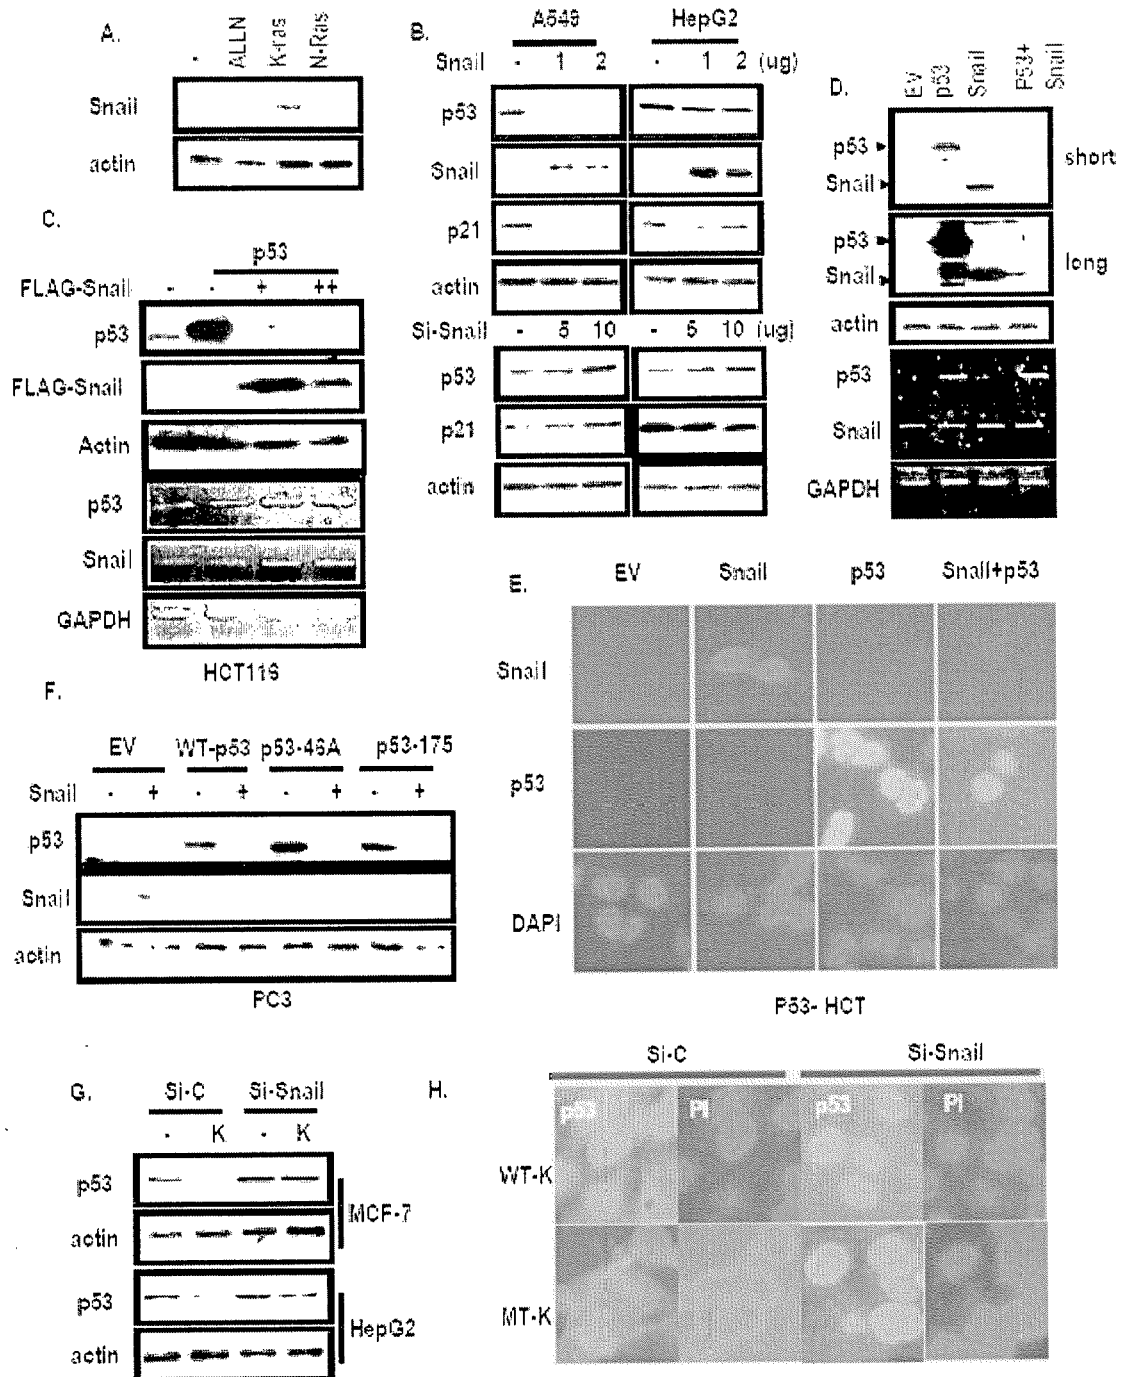 A.
- ALLN K-ras N-Ras
Snail
actin
B.
A549 HepG2
Snail - 1 2 - 1 2 (ug)
p53
Snail
p21
actin
Si-Snail - 5 10 - 5 10 (ug)
p53
p21
actin
C.
p53
FLAG-Snail - - + ++
p53
FLAG-Snail
Actin
p53
Snail
GAPDH
HCT116
D.
EV p53 Snail P53+ Snail
p53
Snail
short
p53
Snail
long
actin
p53
Snail
GAPDH
E.
EV Snail p53 Snail+p53
Snail
p53
DAPI
P53- HCT
F.
EV WT-p53 p53-46A p53-175
Snail - + - + - + - +
p53
Snail
actin
PC3
G.
Si-C Si-Snail
- K - K
p53
actin
MCF-7
p53
actin
HepG2
H.
Si-C Si-Snail
p53 PI p53 PI
WT-K
MT-K